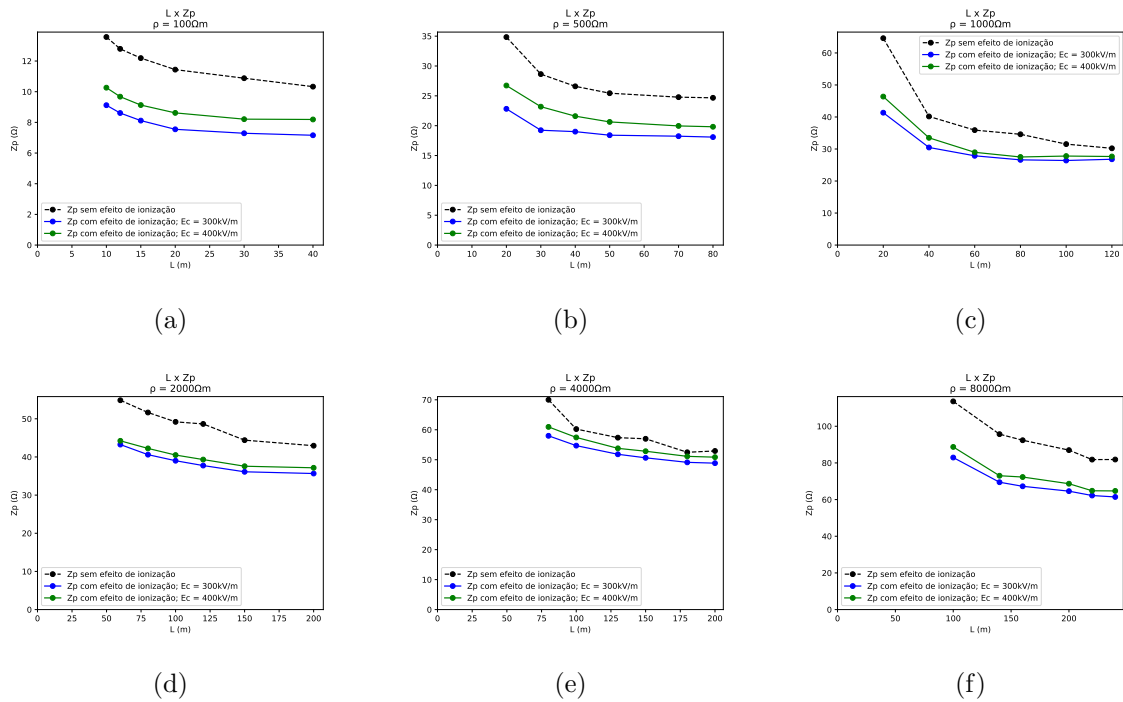 L x Zp
ρ = 100Ωm
Zp (Ω)
12
10
8
6
4
2
0
Zp sem efeito de ionização
Zp com efeito de ionização; Ec = 300kV/m
Zp com efeito de ionização; Ec = 400kV/m
0 5 10 15 20 25 30 35 40
L (m)
(a)
L x Zp
ρ = 500Ωm
Zp (Ω)
35
30
25
20
15
10
5
0
Zp sem efeito de ionização
Zp com efeito de ionização; Ec = 300kV/m
Zp com efeito de ionização; Ec = 400kV/m
0 10 20 30 40 50 60 70 80
L (m)
(b)
L x Zp
ρ = 1000Ωm
Zp (Ω)
60
50
40
30
20
10
0
Zp sem efeito de ionização
Zp com efeito de ionização; Ec = 300kV/m
Zp com efeito de ionização; Ec = 400kV/m
0 20 40 60 80 100 120
L (m)
(c)
L x Zp
ρ = 2000Ωm
Zp (Ω)
50
40
30
20
10
0
Zp sem efeito de ionização
Zp com efeito de ionização; Ec = 300kV/m
Zp com efeito de ionização; Ec = 400kV/m
0 25 50 75 100 125 150 175 200
L (m)
(d)
L x Zp
ρ = 4000Ωm
Zp (Ω)
70
60
50
40
30
20
10
0
Zp sem efeito de ionização
Zp com efeito de ionização; Ec = 300kV/m
Zp com efeito de ionização; Ec = 400kV/m
0 25 50 75 100 125 150 175 200
L (m)
(e)
L x Zp
ρ = 8000Ωm
Zp (Ω)
100
80
60
40
20
0
Zp sem efeito de ionização
Zp com efeito de ionização; Ec = 300kV/m
Zp com efeito de ionização; Ec = 400kV/m
0 50 100 150 200
L (m)
(f)